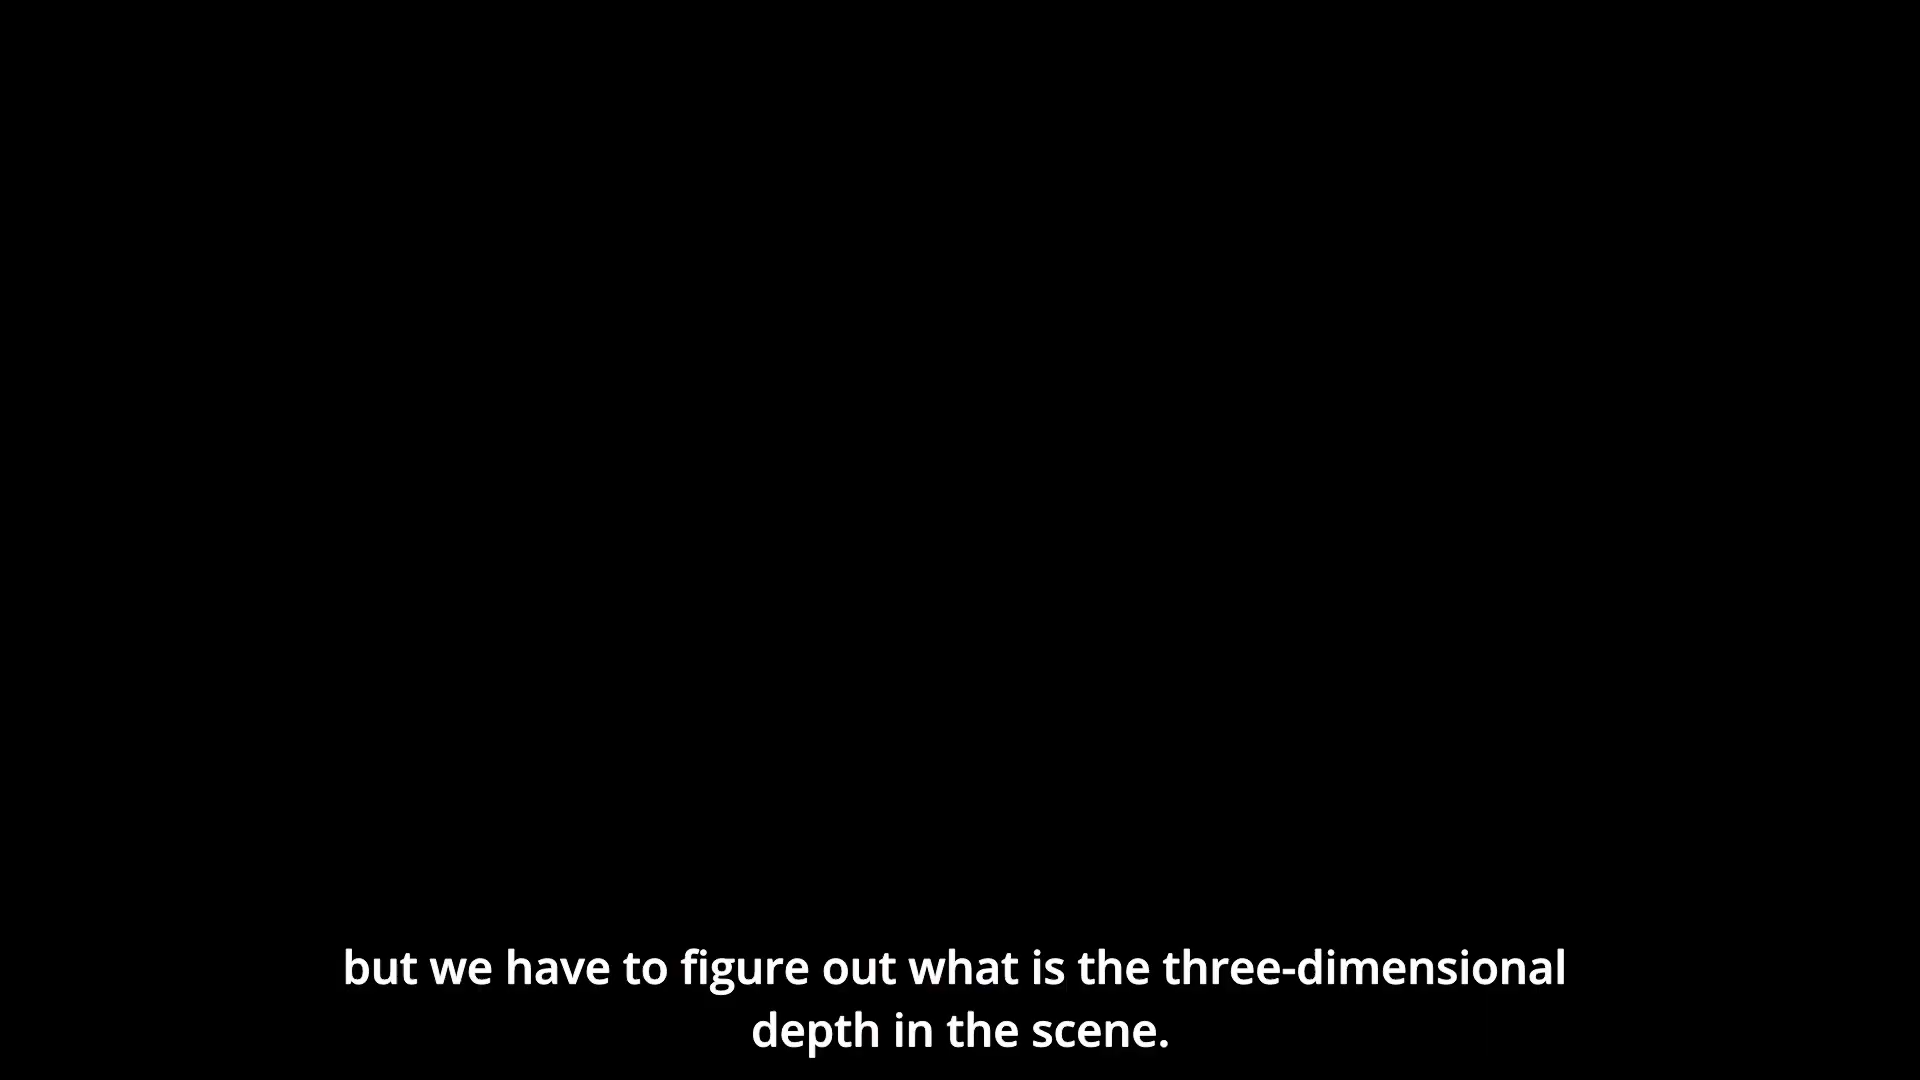 but we have to figure out what is the three-dimensional
depth in the scene.